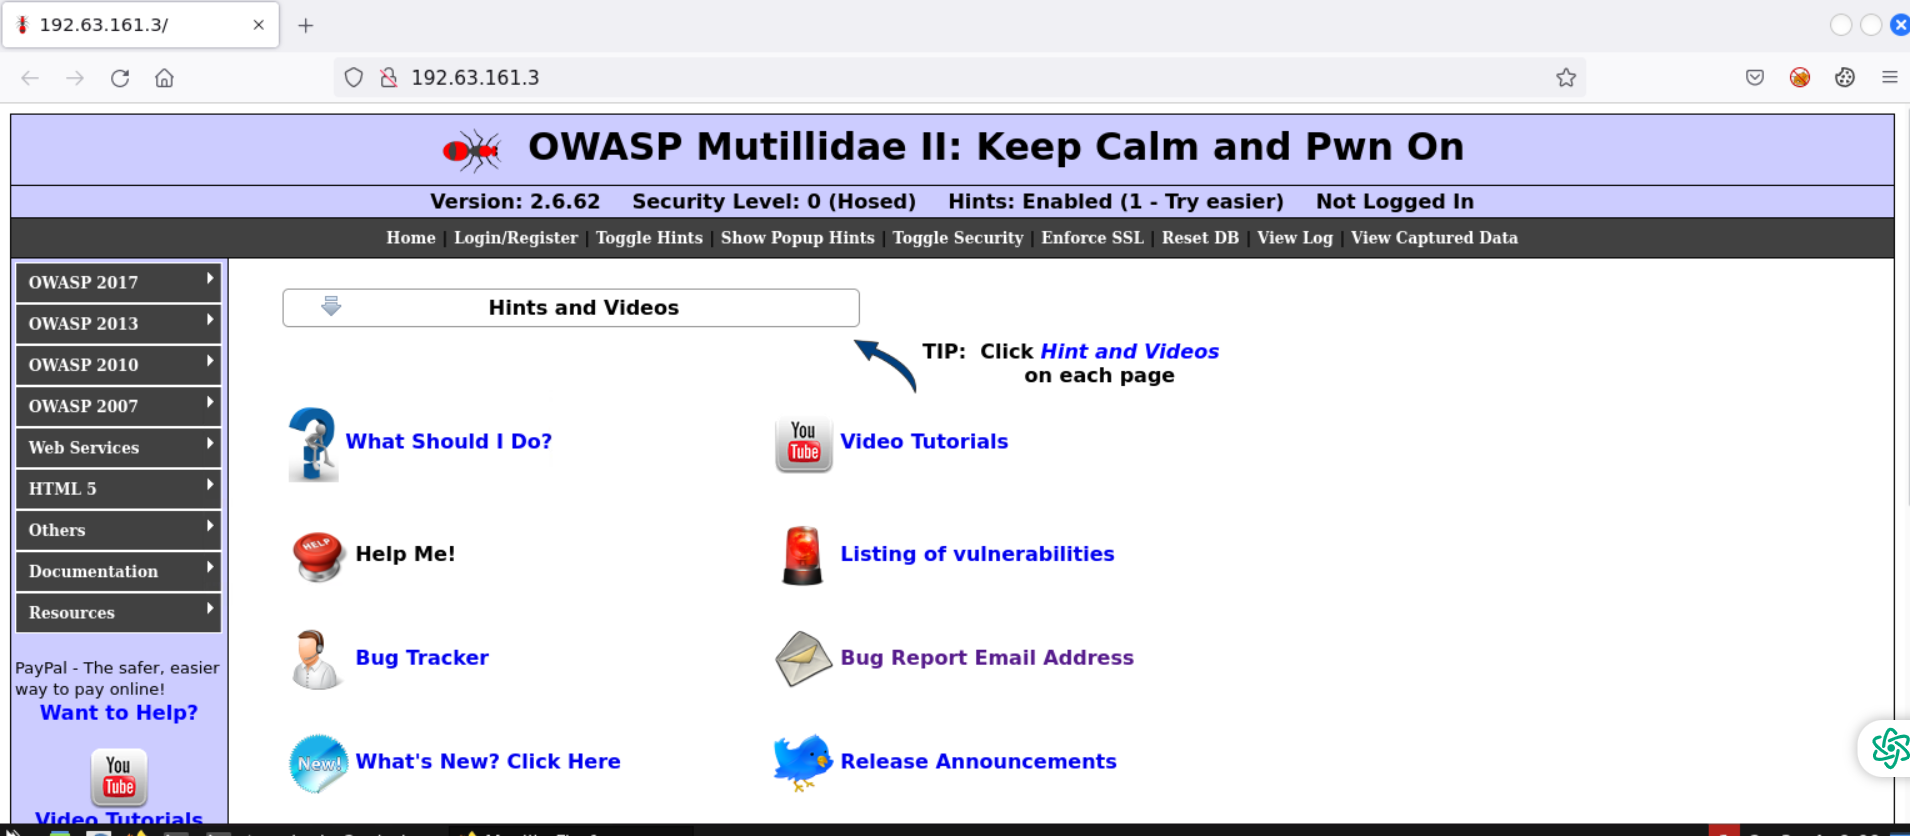 192.63.161.3/
192.63.161.3
OWASP Mutillidae II: Keep Calm and Pwn On
Version: 2.6.62 Security Level: 0 (Hosed) Hints: Enabled (1 - Try easier) Not Logged In
Home | Login/Register | Toggle Hints | Show Popup Hints | Toggle Security | Enforce SSL | Reset DB | View Log | View Captured Data
OWASP 2017
OWASP 2013
OWASP 2010
OWASP 2007
Web Services
HTML 5
Others
Documentation
Resources
PayPal - The safer, easier
way to pay online!
Want to Help?
You
Tube
Video Tutorials
Hints and Videos
TIP: Click Hint and Videos
on each page
What Should I Do?
You
Tube
Video Tutorials
HELP
Help Me!
Listing of vulnerabilities
Bug Tracker
Bug Report Email Address
New!
What's New? Click Here
Release Announcements